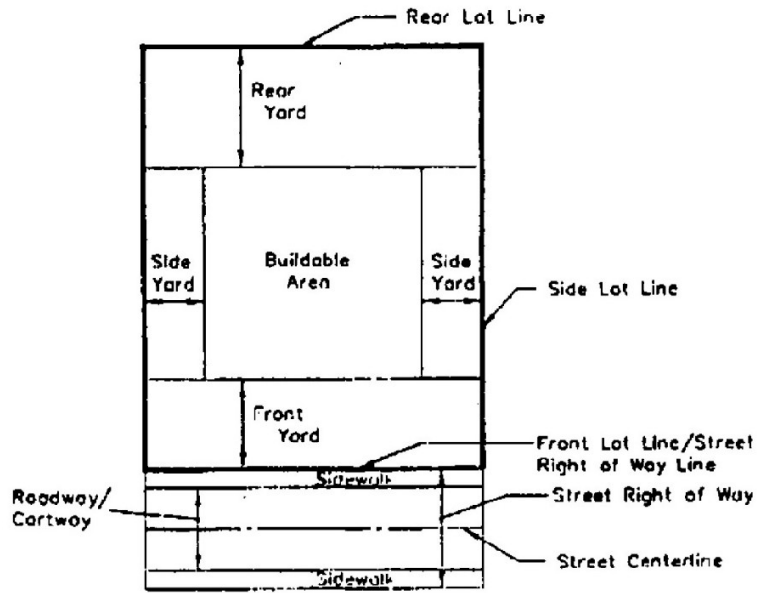 Rear Lot Line
Rear
Yard
Side
Yard
Buildable
Area
Side
Yard
Side Lot Line
Front
Yard
Front Lot Line/Street
Right of Way Line
Sidewalk
Roadway/
Cartway
Street Right of Way
Street Centerline
Sidewalk